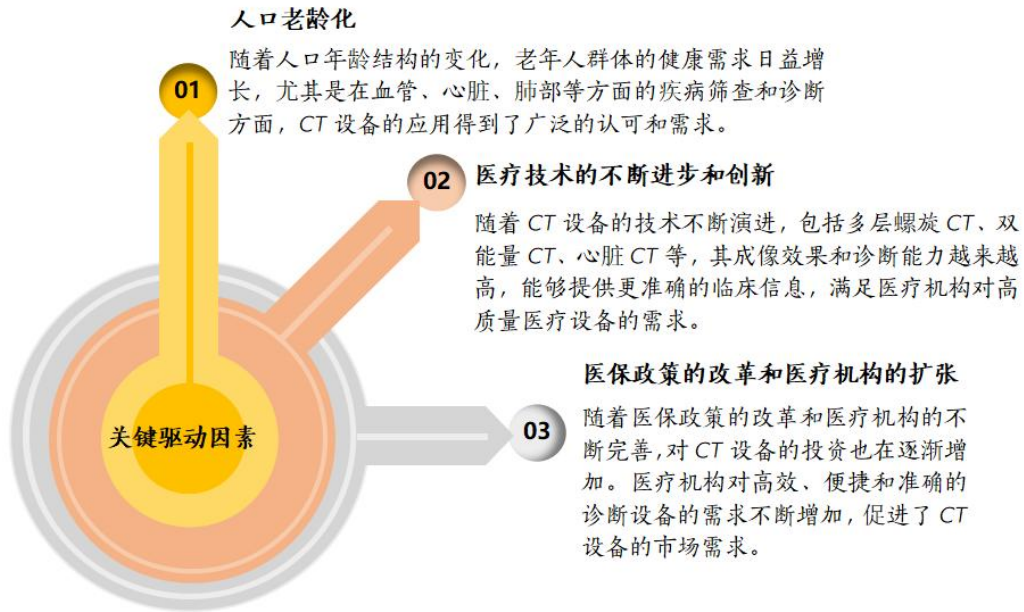 人口老龄化
01
随着人口年龄结构的变化，老年人群体的健康需求日益增
长，尤其是在血管、心脏、肺部等方面的疾病筛查和诊断
方面，CT 设备的应用得到了广泛的认可和需求。
02
医疗技术的不断进步和创新
随着 CT 设备的技术不断演进，包括多层螺旋 CT、双
能量 CT、心脏 CT 等，其成像效果和诊断能力越来越
高，能够提供更准确的临床信息，满足医疗机构对高
质量医疗设备的需求。
关键驱动因素
医保政策的改革和医疗机构的扩张
03
随着医保政策的改革和医疗机构的不
断完善，对 CT 设备的投资也在逐渐增
加。医疗机构对高效、便捷和准确的
诊断设备的需求不断增加，促进了 CT
设备的市场需求。